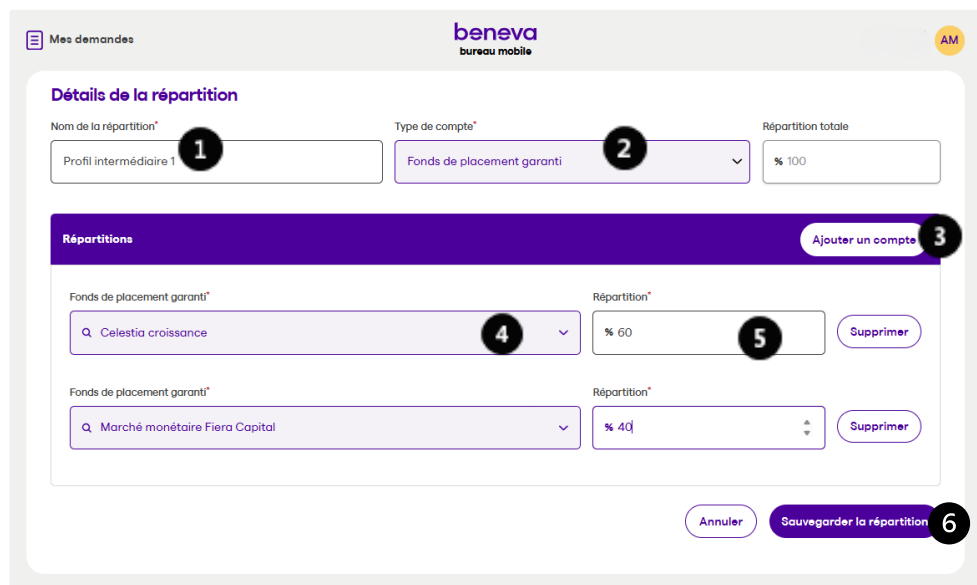 Mes demandes
beneva
bureau mobile
AM
Détails de la répartition
Nom de la répartition*
Type de compte*
Répartition totale
Profil intermédiaire 1
1
Fonds de placement garanti
2
% 100
Répartitions
Ajouter un compte
3
Fonds de placement garanti*
Répartition*
Celestia croissance
4
% 60
5
Supprimer
Fonds de placement garanti*
Répartition*
Marché monétaire Fiera Capital
% 40
Supprimer
Annuler
Sauvegarder la répartition
6